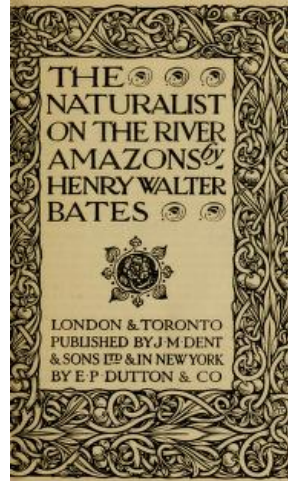 THE
NATURALIST
ON THE RIVER
AMAZONS by
HENRY WALTER
BATES
LONDON & TORONTO
PUBLISHED BY J·M·DENT
& SONS LTD & IN NEW YORK
BY E·P·DUTTON & CO